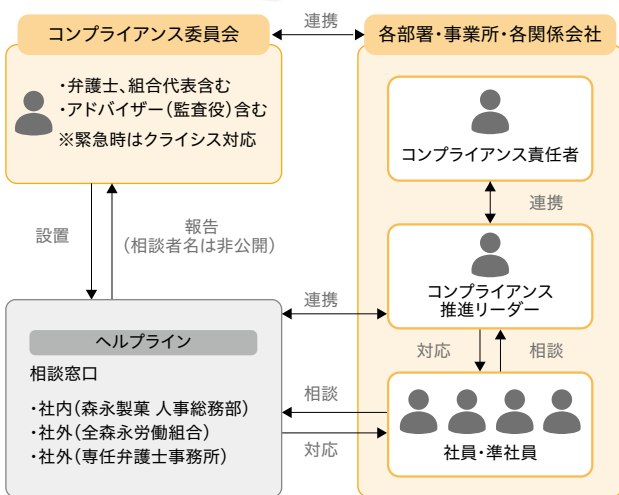 コンプライアンス委員会
連携
各部署・事業所・各関係会社
・弁護士、組合代表含む
・アドバイザー（監査役）含む
※緊急時はクライシス対応
コンプライアンス責任者
連携
設置
報告
（相談者名は非公開）
コンプライアンス
推進リーダー
連携
ヘルプライン
相談窓口
・社内（森永製菓 人事総務部）
・社外（全森永労働組合）
・社外（専任弁護士事務所）
対応
相談
相談
対応
社員・準社員